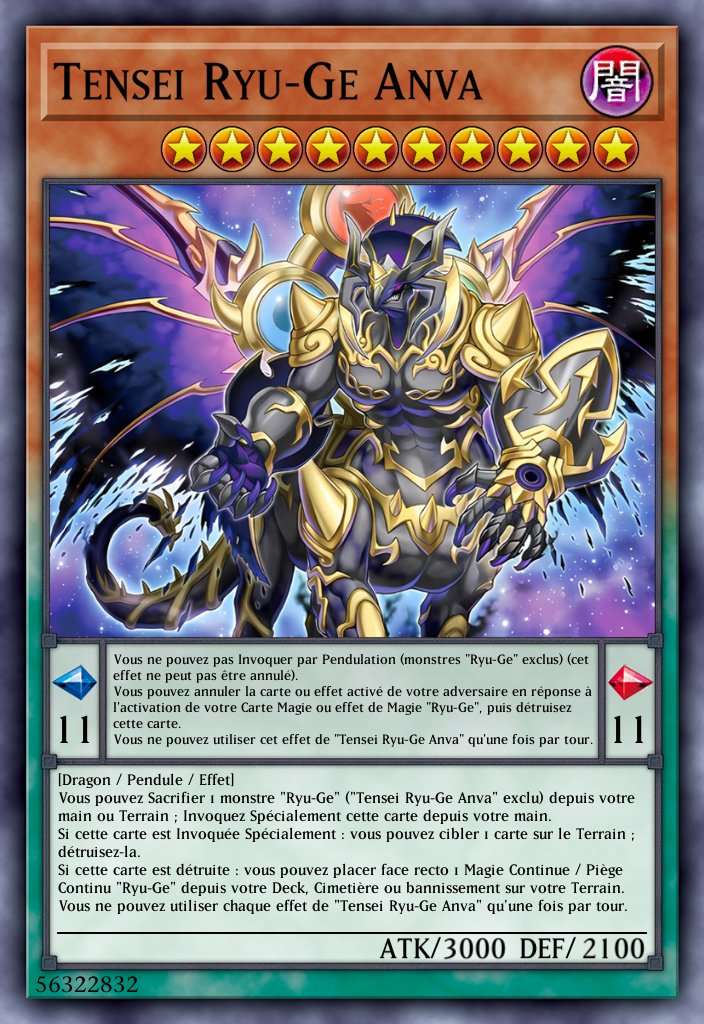 Tensei Ryu-Ge Anva
闇
Vous ne pouvez pas Invoquer par Pendulation (monstres "Ryu-Ge" exclus) (cet
effet ne peut pas être annulé).
Vous pouvez annuler la carte ou effet activé de votre adversaire en réponse à
l'activation de votre Carte Magie ou effet de Magie "Ryu-Ge", puis détruisez
cette carte.
Vous ne pouvez utiliser cet effet de "Tensei Ryu-Ge Anva" qu'une fois par tour.
11
11
[Dragon / Pendule / Effet]
Vous pouvez Sacrifier 1 monstre "Ryu-Ge" ("Tensei Ryu-Ge Anva" exclu) depuis votre
main ou Terrain ; Invoquez Spécialement cette carte depuis votre main.
Si cette carte est Invoquée Spécialement : vous pouvez cibler 1 carte sur le Terrain ;
détruisez-la.
Si cette carte est détruite : vous pouvez placer face recto 1 Magie Continue / Piège
Continu "Ryu-Ge" depuis votre Deck, Cimetière ou bannissement sur votre Terrain.
Vous ne pouvez utiliser chaque effet de "Tensei Ryu-Ge Anva" qu'une fois par tour.
ATK/3000 DEF/2100
56322832